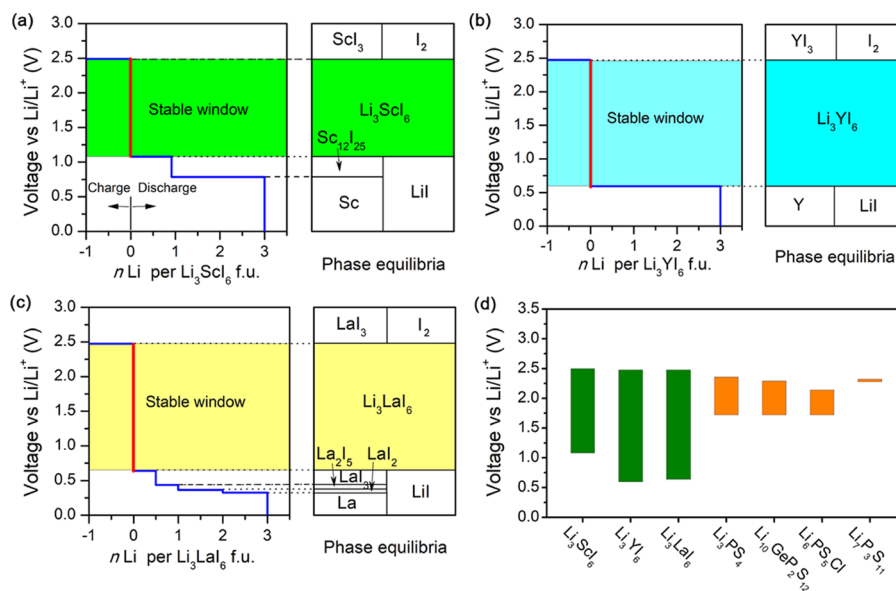 (a)
Voltage vs Li/Li⁺ (V)
3.0
2.5
2.0
1.5
1.0
0.5
0.0
Stable window
Charge
Discharge
-1 0 1 2 3
n Li per Li₃ScI₆ f.u.
ScI₃
I₂
Li₃ScI₆
Sc₁₂I₂₅
Sc
LiI
Phase equilibria
(b)
Voltage vs Li/Li⁺ (V)
3.0
2.5
2.0
1.5
1.0
0.5
0.0
Stable window
-1 0 1 2 3
n Li per Li₃YI₆ f.u.
YI₃
I₂
Li₃YI₆
Y
LiI
Phase equilibria
(c)
Voltage vs Li/Li⁺ (V)
3.0
2.5
2.0
1.5
1.0
0.5
0.0
Stable window
-1 0 1 2 3
n Li per Li₃LaI₆ f.u.
LaI₃
I₂
Li₃LaI₆
La₂I₅
LaI₂
LaI₃
La
LiI
Phase equilibria
(d)
Voltage vs Li/Li⁺ (V)
3.5
3.0
2.5
2.0
1.5
1.0
0.5
0.0
Li₃ScI₆
Li₃YI₆
Li₃LaI₆
Li₃PS₄
Li₁₀GeP₂S₁₂
Li₆PS₅Cl
Li₇P₃S₁₁